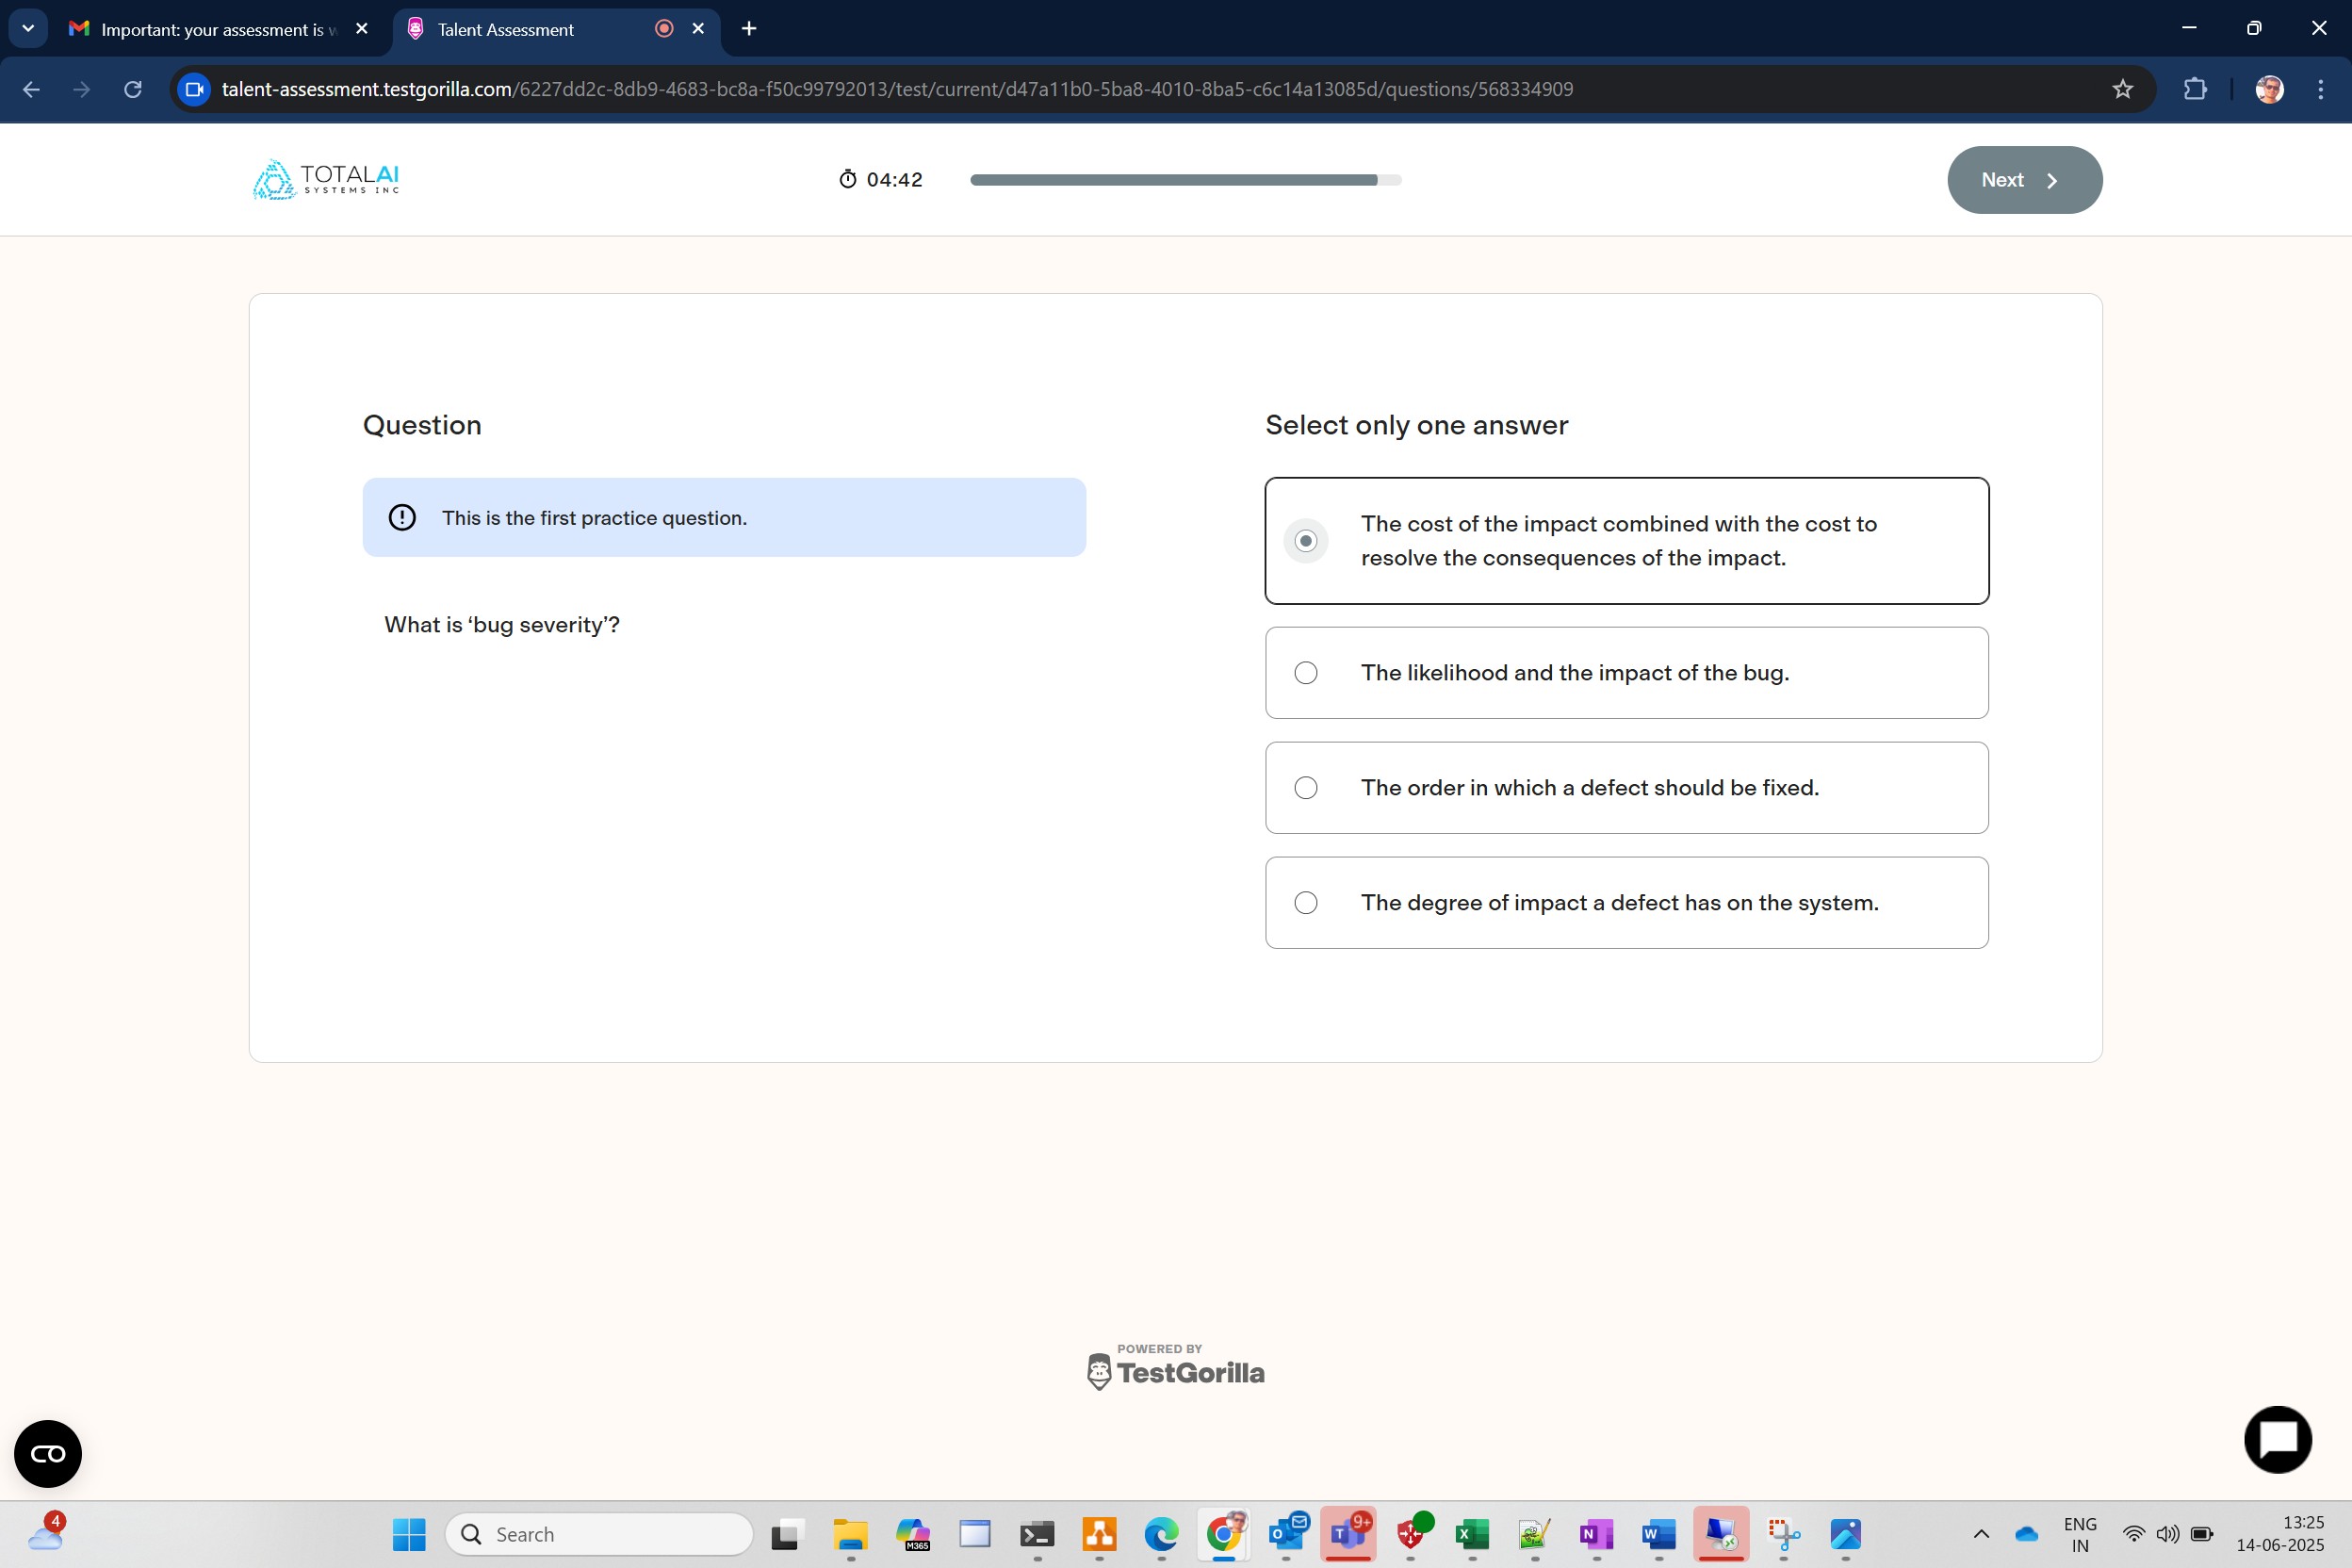 Important: your assessment is w
Talent Assessment
talent-assessment.testgorilla.com/6227dd2c-8db9-4683-bc8a-f50c99792013/test/current/d47a11b0-5ba8-4010-8ba5-c6c14a13085d/questions/568334909
TOTALAI
SYSTEMS INC
04:42
Next
Question
Select only one answer
This is the first practice question.
The cost of the impact combined with the cost to
resolve the consequences of the impact.
What is ‘bug severity’?
The likelihood and the impact of the bug.
The order in which a defect should be fixed.
The degree of impact a defect has on the system.
POWERED BY
TestGorilla
4
Search
M365
9+
ENG
IN
13:25
14-06-2025